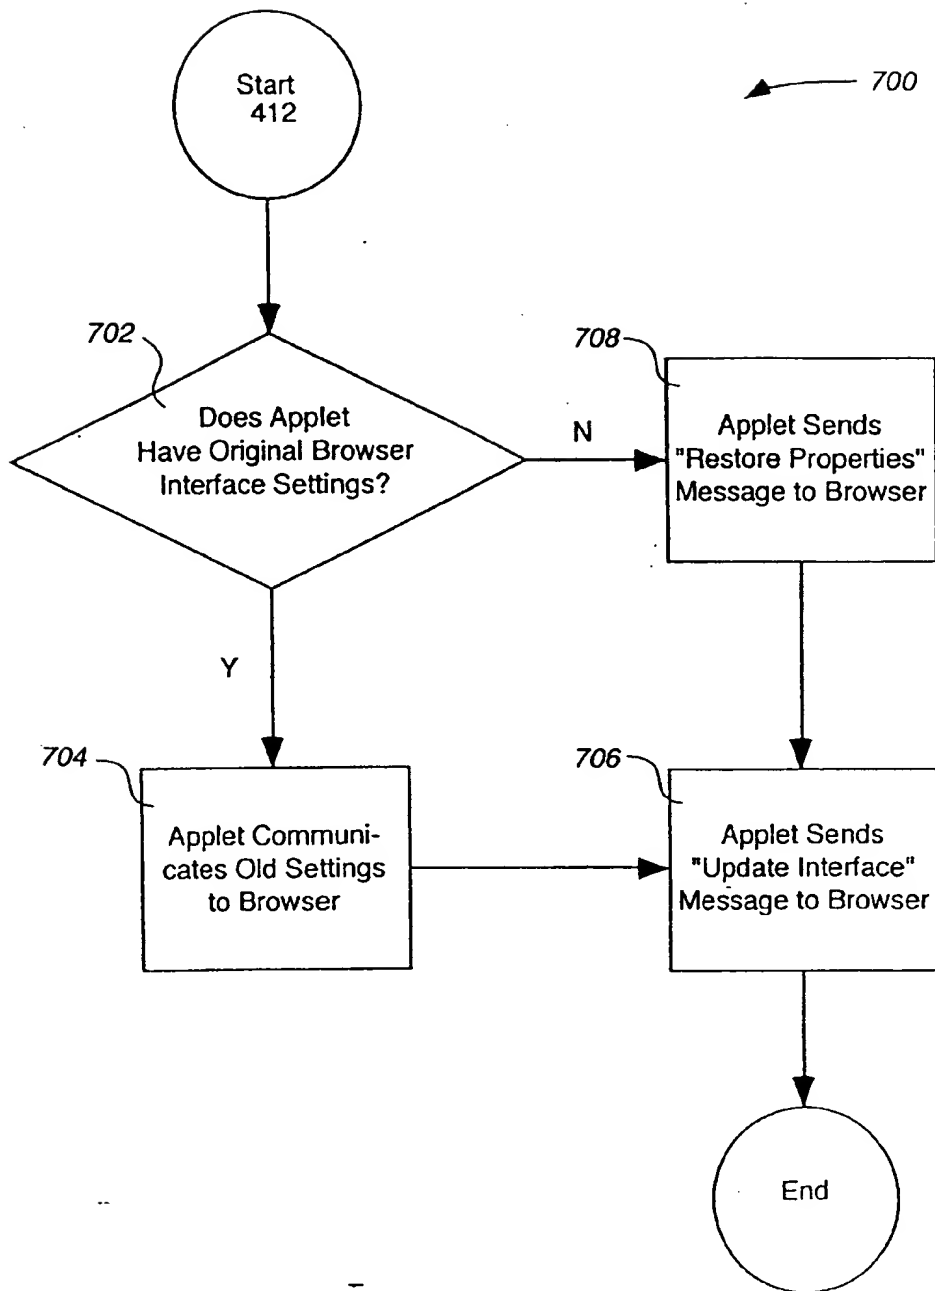 Start
412
700
702
Does Applet
Have Original Browser
Interface Settings?
N
708
Applet Sends
"Restore Properties"
Message to Browser
Y
704
Applet Communi-
cates Old Settings
to Browser
706
Applet Sends
"Update Interface"
Message to Browser
End